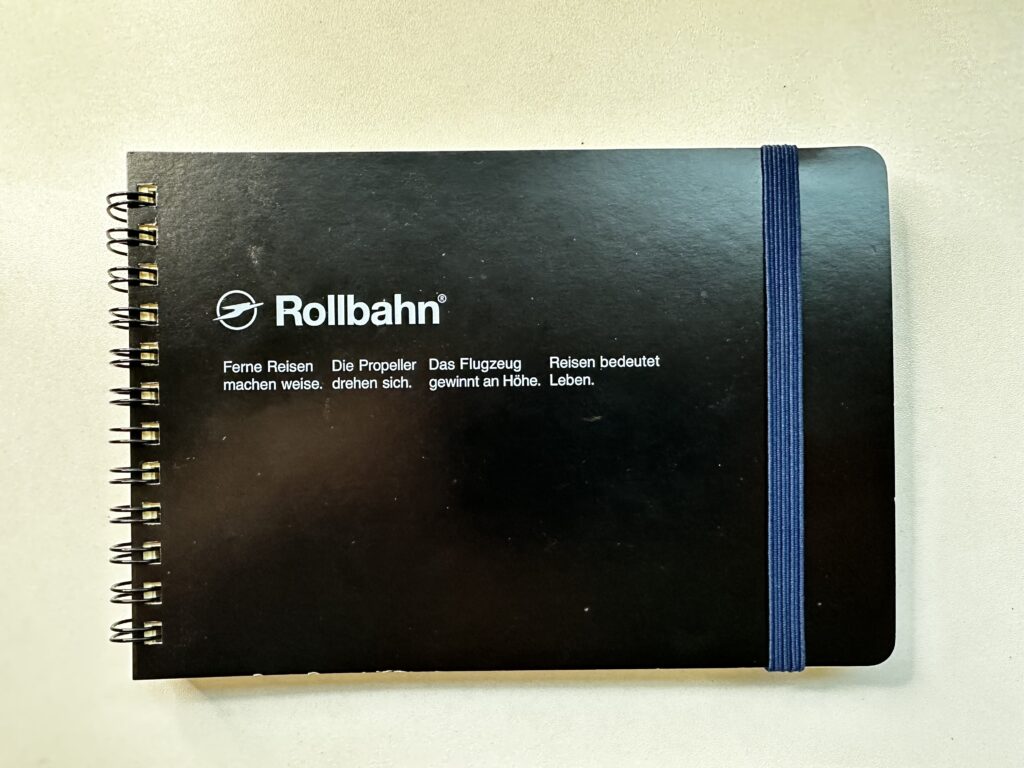 Rollbahn®
Ferne Reisen
machen weise.
Die Propeller
drehen sich.
Das Flugzeug
gewinnt an Höhe.
Reisen bedeutet
Leben.